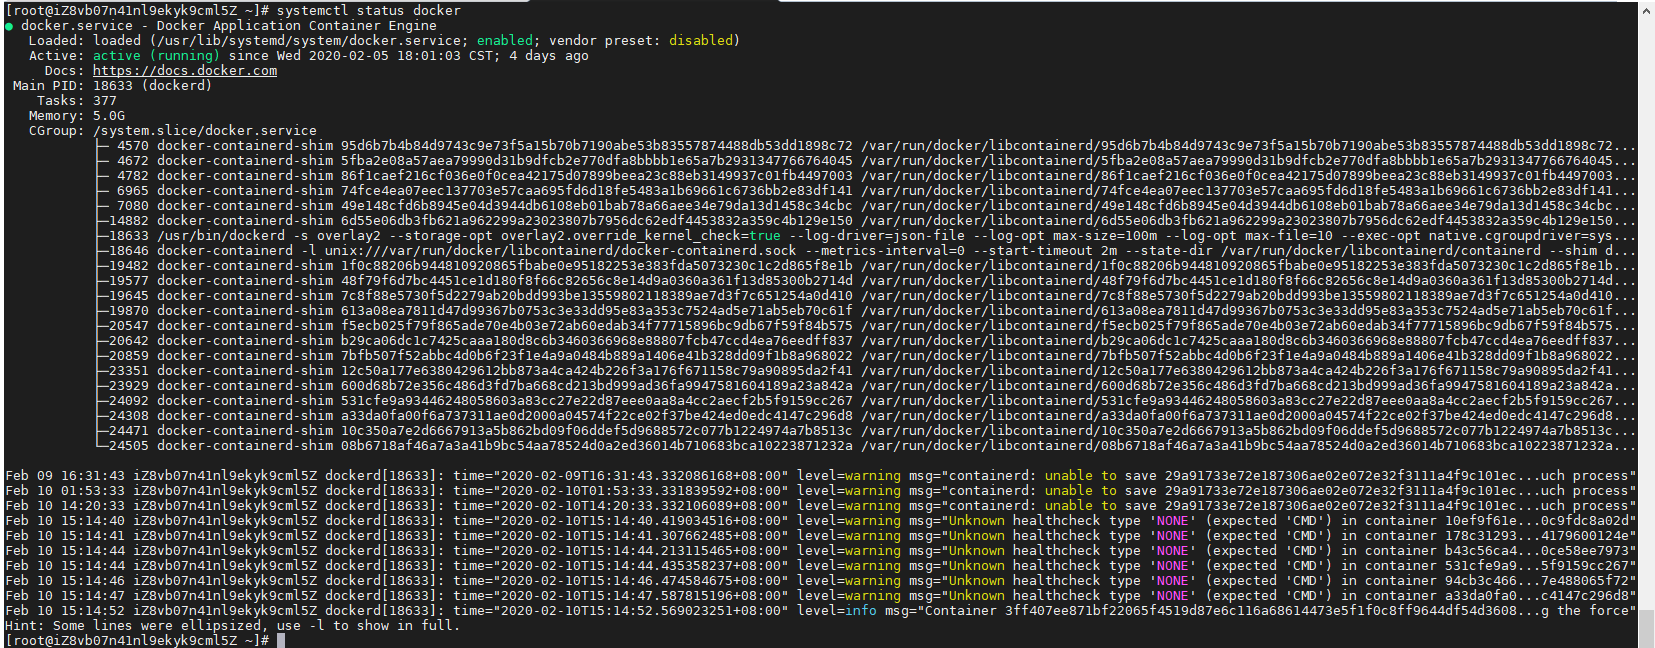 [root@iZ8vb07n41nl9ekyk9cml5Z ~]# systemctl status docker
● docker.service - Docker Application Container Engine
Loaded: loaded (/usr/lib/systemd/system/docker.service; enabled; vendor preset: disabled)
Active: active (running) since Wed 2020-02-05 18:01:03 CST; 4 days ago
Docs: https://docs.docker.com
Main PID: 18633 (dockerd)
Tasks: 377
Memory: 5.0G
CGroup: /system.slice/docker.service
├─ 4570 docker-containerd-shim 95d6b7b4b84d9743c9e73f5a15b70b7190abe53b83557874488db53dd1898c72 /var/run/docker/libcontainerd/95d6b7b4b84d9743c9e73f5a15b70b7190abe53b83557874488db53dd1898c72...
├─ 4672 docker-containerd-shim 5fba2e08a57aea79990d31b9dfcb2e770dfa8bbbb1e65a7b2931347766764045 /var/run/docker/libcontainerd/5fba2e08a57aea79990d31b9dfcb2e770dfa8bbbb1e65a7b2931347766764045...
├─ 4782 docker-containerd-shim 86f1caef216cf036e0f0cea42175d07899beea23c88eb3149937c01fb4497003 /var/run/docker/libcontainerd/86f1caef216cf036e0f0cea42175d07899beea23c88eb3149937c01fb4497003...
├─ 6965 docker-containerd-shim 74fce4ea07eec137703e57caa695fd6d18fe5483a1b69661c6736bb2e83df141 /var/run/docker/libcontainerd/74fce4ea07eec137703e57caa695fd6d18fe5483a1b69661c6736bb2e83df141...
├─ 7080 docker-containerd-shim 49e148cfd6b8945e04d3944db6108eb01bab78a66aee34e79da13d1458c34cbc /var/run/docker/libcontainerd/49e148cfd6b8945e04d3944db6108eb01bab78a66aee34e79da13d1458c34cbc...
├─14882 docker-containerd-shim 6d55e06db3fb621a962299a23023807b7956dc62edf4453832a359c4b129e150 /var/run/docker/libcontainerd/6d55e06db3fb621a962299a23023807b7956dc62edf4453832a359c4b129e150...
├─18633 /usr/bin/dockerd -s overlay2 --storage-opt overlay2.override_kernel_check=true --log-driver=json-file --log-opt max-size=100m --log-opt max-file=10 --exec-opt native.cgroupdriver=sys...
├─18646 docker-containerd -l unix:///var/run/docker/libcontainerd/docker-containerd.sock --metrics-interval=0 --start-timeout 2m --state-dir /var/run/docker/libcontainerd/containerd --shim d...
├─19482 docker-containerd-shim 1f0c88206b944810920865fbabe0e95182253e383fda5073230c1c2d865f8e1b /var/run/docker/libcontainerd/1f0c88206b944810920865fbabe0e95182253e383fda5073230c1c2d865f8e1b...
├─19577 docker-containerd-shim 48f79f6d7bc4451ce1d180f8f66c82656c8e14d9a0360a361f13d85300b2714d /var/run/docker/libcontainerd/48f79f6d7bc4451ce1d180f8f66c82656c8e14d9a0360a361f13d85300b2714d...
├─19645 docker-containerd-shim 7c8f88e5730f5d2279ab20bdd993be13559802118389ae7d3f7c651254a0d410 /var/run/docker/libcontainerd/7c8f88e5730f5d2279ab20bdd993be13559802118389ae7d3f7c651254a0d410...
├─19870 docker-containerd-shim 613a08ea7811d47d99367b0753c3e33dd95e83a353c7524ad5e71ab5eb70c61f /var/run/docker/libcontainerd/613a08ea7811d47d99367b0753c3e33dd95e83a353c7524ad5e71ab5eb70c61f...
├─20547 docker-containerd-shim f5ecb025f79f865ade70e4b03e72ab60edab34f77715896bc9db67f59f84b575 /var/run/docker/libcontainerd/f5ecb025f79f865ade70e4b03e72ab60edab34f77715896bc9db67f59f84b575...
├─20642 docker-containerd-shim b29ca06dc1c7425caaa180d8c6b3460366968e88807fcb47ccd4ea76eedff837 /var/run/docker/libcontainerd/b29ca06dc1c7425caaa180d8c6b3460366968e88807fcb47ccd4ea76eedff837...
├─20859 docker-containerd-shim 7bfb507f52abbc4d0b6f23f1e4a9a0484b889a1406e41b328dd09f1b8a968022 /var/run/docker/libcontainerd/7bfb507f52abbc4d0b6f23f1e4a9a0484b889a1406e41b328dd09f1b8a968022...
├─23351 docker-containerd-shim 12c50a177e6380429612bb873a4ca424b226f3a176f671158c79a90895da2f41 /var/run/docker/libcontainerd/12c50a177e6380429612bb873a4ca424b226f3a176f671158c79a90895da2f41...
├─23929 docker-containerd-shim 600d68b72e356c486d3fd7ba668cd213bd999ad36fa9947581604189a23a842a /var/run/docker/libcontainerd/600d68b72e356c486d3fd7ba668cd213bd999ad36fa9947581604189a23a842a...
├─24092 docker-containerd-shim 531cfe9a93446248058603a83cc27e22d87eee0aa8a4cc2aecf2b5f9159cc267 /var/run/docker/libcontainerd/531cfe9a93446248058603a83cc27e22d87eee0aa8a4cc2aecf2b5f9159cc267...
├─24308 docker-containerd-shim a33da0fa00f6a737311ae0d2000a04574f22ce02f37be424ed0edc4147c296d8 /var/run/docker/libcontainerd/a33da0fa00f6a737311ae0d2000a04574f22ce02f37be424ed0edc4147c296d8...
├─24471 docker-containerd-shim 10c350a7e2d6667913a5b862bd09f06ddef5d9688572c077b1224974a7b8513c /var/run/docker/libcontainerd/10c350a7e2d6667913a5b862bd09f06ddef5d9688572c077b1224974a7b8513c...
└─24505 docker-containerd-shim 08b6718af46a7a3a41b9bc54aa78524d0a2ed36014b710683bca10223871232a /var/run/docker/libcontainerd/08b6718af46a7a3a41b9bc54aa78524d0a2ed36014b710683bca10223871232a...
Feb 09 16:31:43 iZ8vb07n41nl9ekyk9cml5Z dockerd[18633]: time="2020-02-09T16:31:43.332086168+08:00" level=warning msg="containerd: unable to save 29a91733e72e187306ae02e072e32f3111a4f9c101ec...uch process"
Feb 10 01:53:33 iZ8vb07n41nl9ekyk9cml5Z dockerd[18633]: time="2020-02-10T01:53:33.331839592+08:00" level=warning msg="containerd: unable to save 29a91733e72e187306ae02e072e32f3111a4f9c101ec...uch process"
Feb 10 14:20:33 iZ8vb07n41nl9ekyk9cml5Z dockerd[18633]: time="2020-02-10T14:20:33.332106089+08:00" level=warning msg="containerd: unable to save 29a91733e72e187306ae02e072e32f3111a4f9c101ec...uch process"
Feb 10 15:14:40 iZ8vb07n41nl9ekyk9cml5Z dockerd[18633]: time="2020-02-10T15:14:40.419034516+08:00" level=warning msg="Unknown healthcheck type 'NONE' (expected 'CMD') in container 10ef9f61e...0c9fdc8a02d"
Feb 10 15:14:41 iZ8vb07n41nl9ekyk9cml5Z dockerd[18633]: time="2020-02-10T15:14:41.307662485+08:00" level=warning msg="Unknown healthcheck type 'NONE' (expected 'CMD') in container 178c31293...4179600124e"
Feb 10 15:14:44 iZ8vb07n41nl9ekyk9cml5Z dockerd[18633]: time="2020-02-10T15:14:44.213115465+08:00" level=warning msg="Unknown healthcheck type 'NONE' (expected 'CMD') in container b43c56ca4...0ce58ee7973"
Feb 10 15:14:44 iZ8vb07n41nl9ekyk9cml5Z dockerd[18633]: time="2020-02-10T15:14:44.435358237+08:00" level=warning msg="Unknown healthcheck type 'NONE' (expected 'CMD') in container 531cfe9a9...5f9159cc267"
Feb 10 15:14:46 iZ8vb07n41nl9ekyk9cml5Z dockerd[18633]: time="2020-02-10T15:14:46.474584675+08:00" level=warning msg="Unknown healthcheck type 'NONE' (expected 'CMD') in container 94cb3c466...7e488065f72"
Feb 10 15:14:47 iZ8vb07n41nl9ekyk9cml5Z dockerd[18633]: time="2020-02-10T15:14:47.587815196+08:00" level=warning msg="Unknown healthcheck type 'NONE' (expected 'CMD') in container a33da0fa0...c4147c296d8"
Feb 10 15:14:52 iZ8vb07n41nl9ekyk9cml5Z dockerd[18633]: time="2020-02-10T15:14:52.569023251+08:00" level=info msg="Container 3ff407ee871bf22065f4519d87e6c116a68614473e5f1f0c8ff9644df54d3608...g the force"
Hint: Some lines were ellipsized, use -l to show in full.
[root@iZ8vb07n41nl9ekyk9cml5Z ~]#